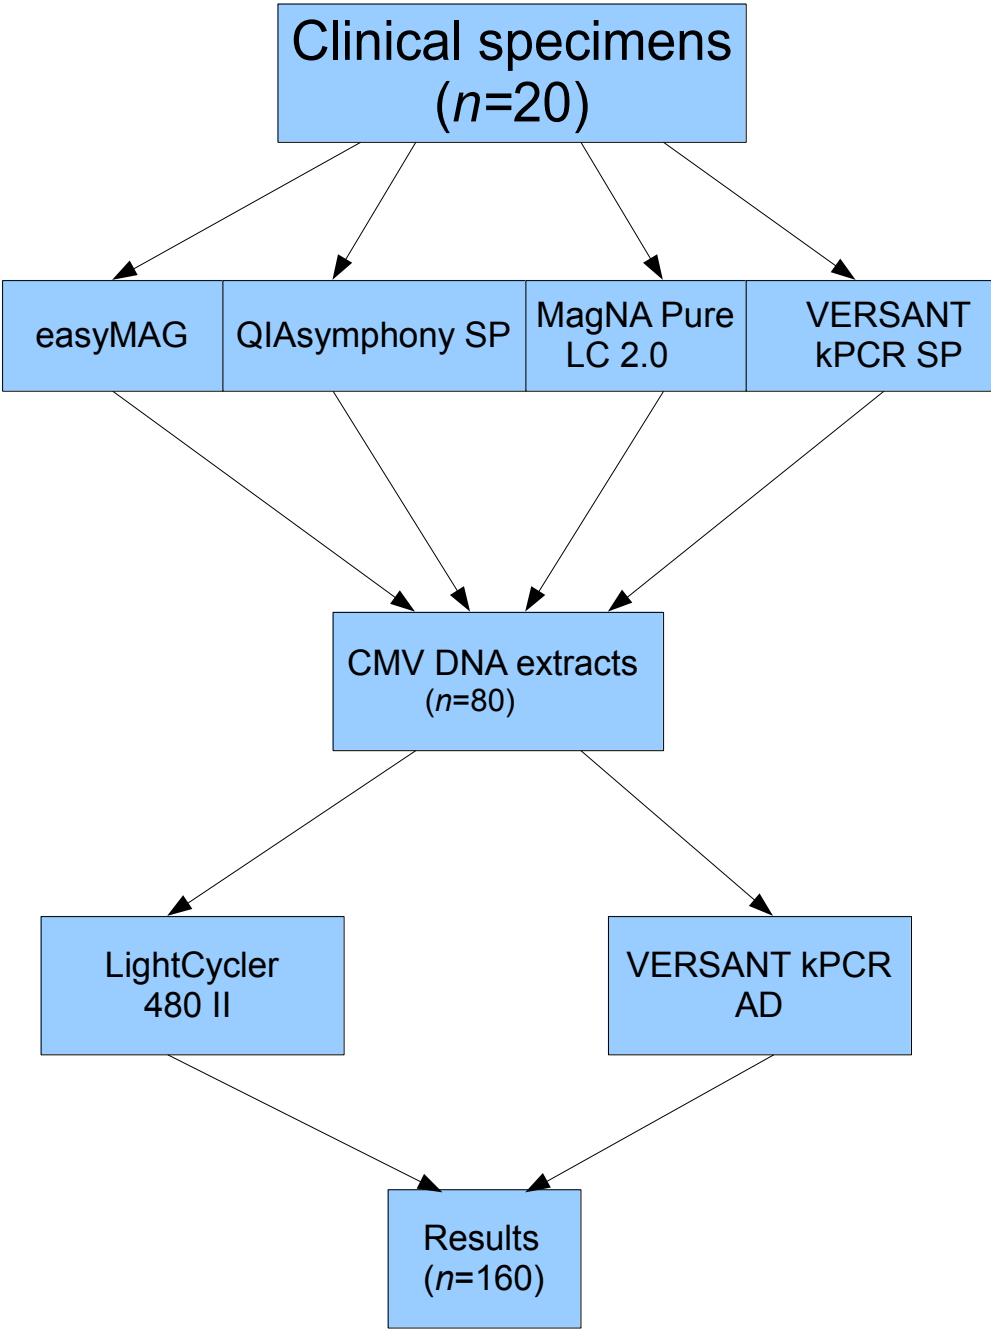 Clinical specimens
(n=20)
easyMAG
QIAsymphony SP
MagNA Pure
LC 2.0
VERSANT
kPCR SP
CMV DNA extracts
(n=80)
LightCycler
480 II
VERSANT kPCR
AD
Results
(n=160)